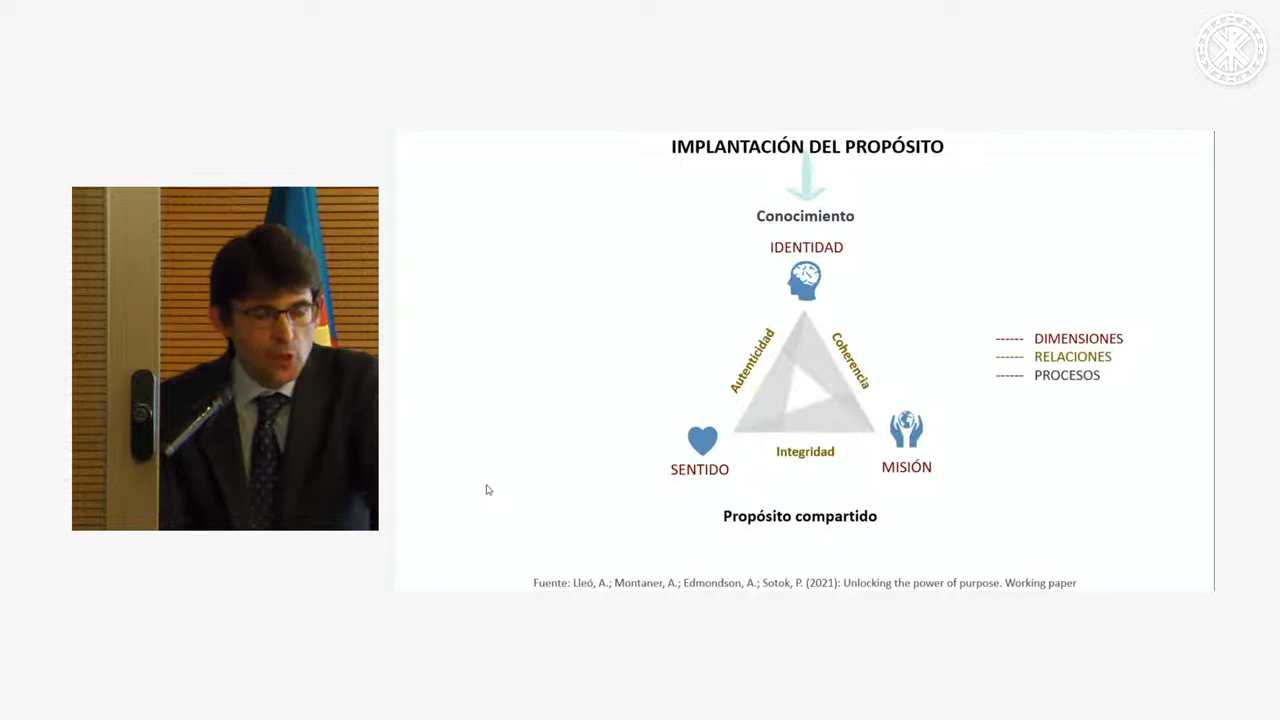 IMPLANTACIÓN DEL PROPÓSITO
Conocimiento
IDENTIDAD
Autenticidad
Coherencia
------ DIMENSIONES
------ RELACIONES
------ PROCESOS
Integridad
SENTIDO
MISIÓN
Propósito compartido
Fuente: Lleó, A.; Montaner, A.; Edmondson, A.; Sotok, P. (2021): Unlocking the power of purpose. Working paper